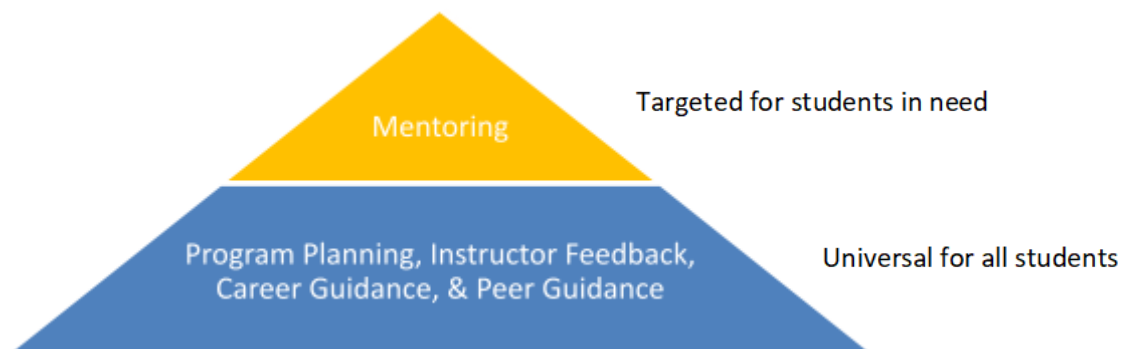 Mentoring
Targeted for students in need
Program Planning, Instructor Feedback,
Career Guidance, & Peer Guidance
Universal for all students